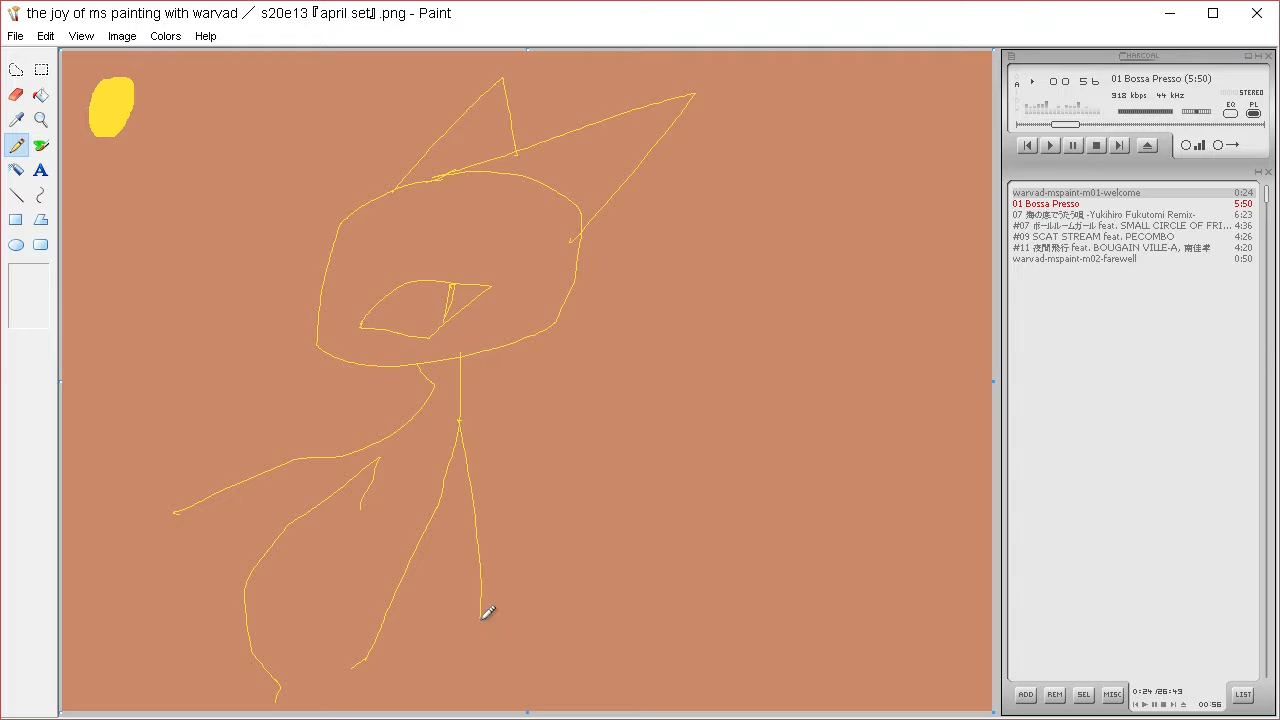 the joy of ms painting with warvad ／ s20e13『april set』.png - Paint
File Edit View Image Colors Help
CHARCOAL
00 56
01 Bossa Presso (5:50)
918 kbps 44 kHz STEREO
EQ PL
A
warvad-mspaint-m01-welcome 0:24
01 Bossa Presso 5:50
07 海の底でうたう唄 -Yukihiro Fukutomi Remix- 6:23
#07 ボールルームガール feat. SMALL CIRCLE OF FRI... 4:36
#09 SCAT STREAM feat. PECOMBO 4:26
#11 夜間飛行 feat. BOUGAIN VILLE-A, 南佳孝 4:20
warvad-mspaint-m02-farewell 0:50
ADD REM SEL MISC 0:24/26:49 00:56 LIST